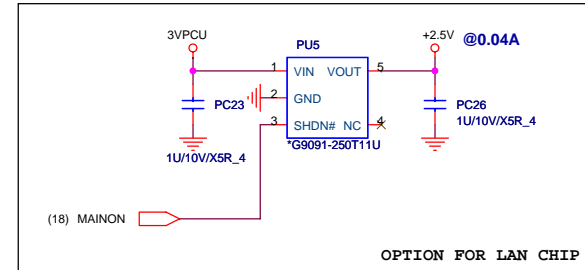 3VPCU
PU5
+2.5V @0.04A
1 VIN VOUT 5
2 GND
3 SHDN# NC 4
*G9091-250T11U
PC23
1U/10V/X5R_4
PC26
1U/10V/X5R_4
(18) MAINON
OPTION FOR LAN CHIP